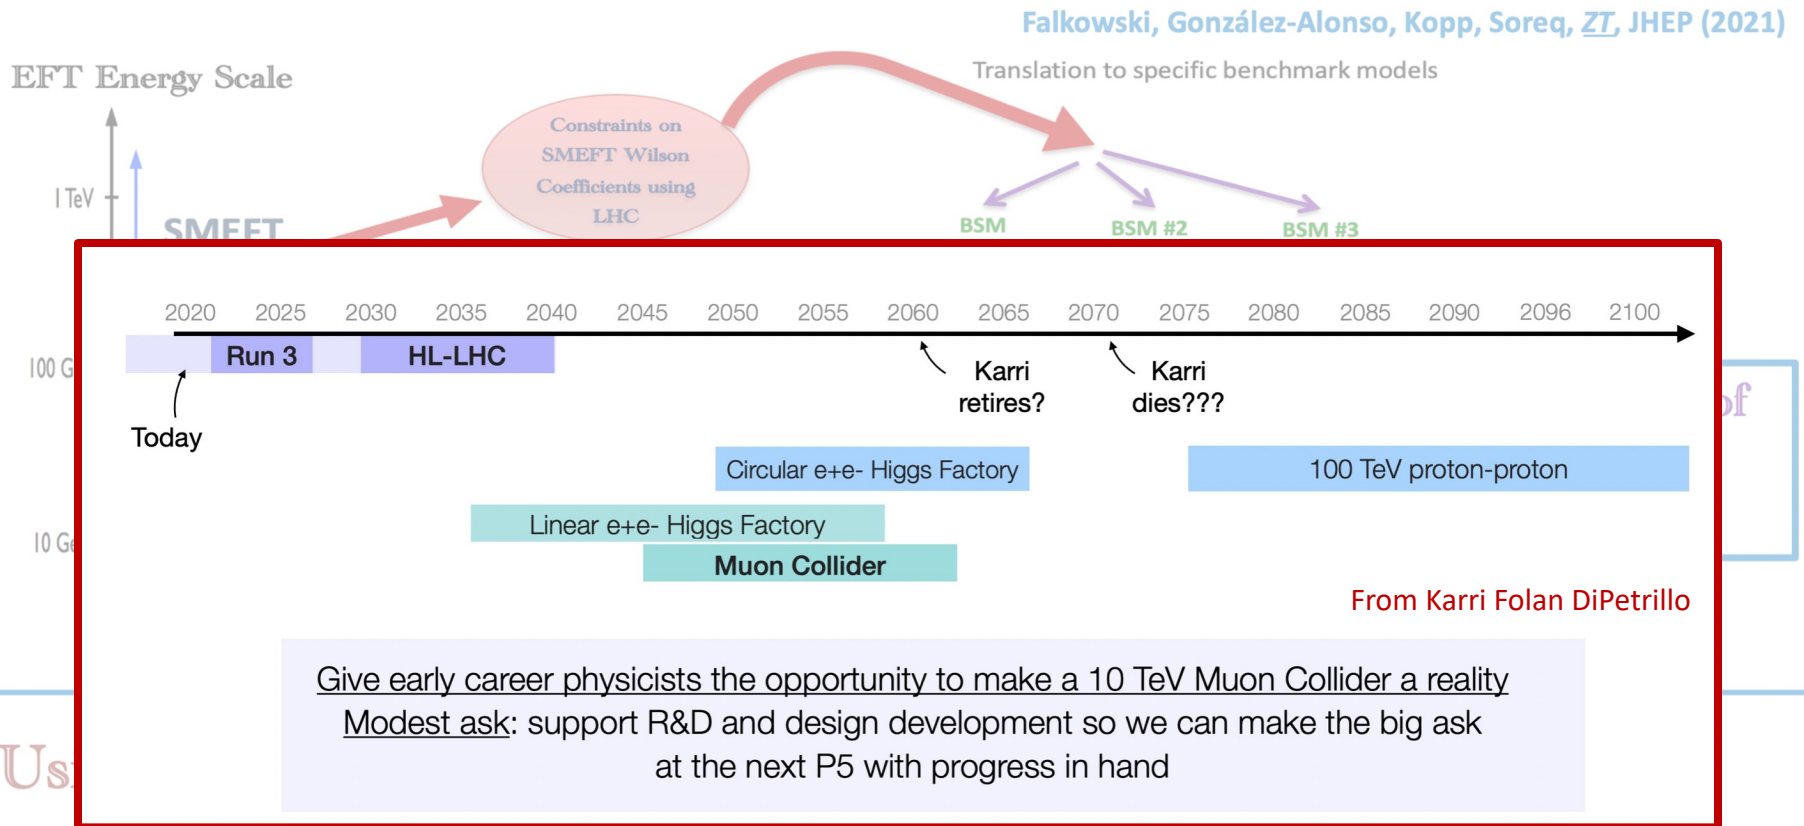 Falkowski, González-Alonso, Kopp, Soreq, ZT, JHEP (2021)
EFT Energy Scale
Translation to specific benchmark models
Constraints on
SMEFT Wilson
Coefficients using
LHC
1 TeV
SMEFT
BSM
BSM #2
BSM #3
2020 2025 2030 2035 2040 2045 2050 2055 2060 2065 2070 2075 2080 2085 2090 2096 2100
Run 3
HL-LHC
100 G
Karri
retires?
Karri
dies???
of
Today
Circular e+e- Higgs Factory
100 TeV proton-proton
Linear e+e- Higgs Factory
10 Ge
Muon Collider
From Karri Folan DiPetrillo
Give early career physicists the opportunity to make a 10 TeV Muon Collider a reality
Modest ask: support R&D and design development so we can make the big ask
at the next P5 with progress in hand
Us